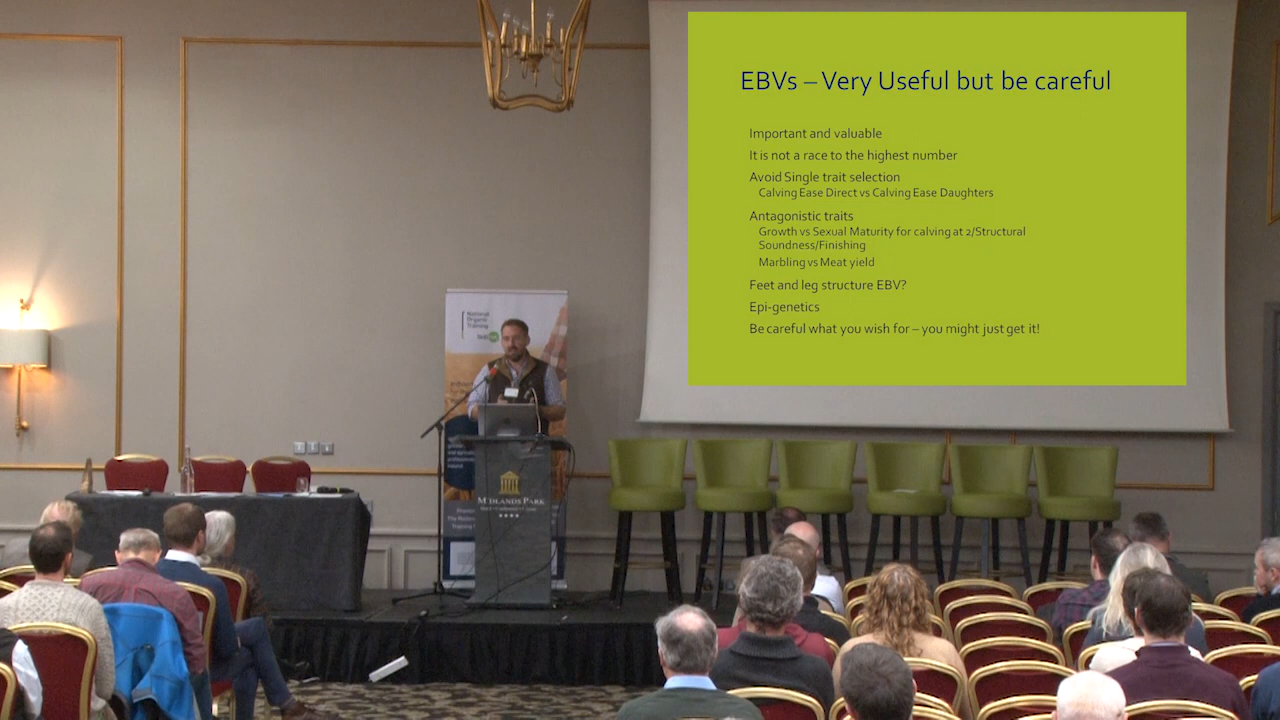 EBVs – Very Useful but be careful
Important and valuable
It is not a race to the highest number
Avoid Single trait selection
Calving Ease Direct vs Calving Ease Daughters
Antagonistic traits
Growth vs Sexual Maturity for calving at 2/Structural
Soundness/Finishing
Marbling vs Meat yield
Feet and leg structure EBV?
Epi-genetics
Be careful what you wish for – you might just get it!
National
Organic
Training
MIDLANDS PARK